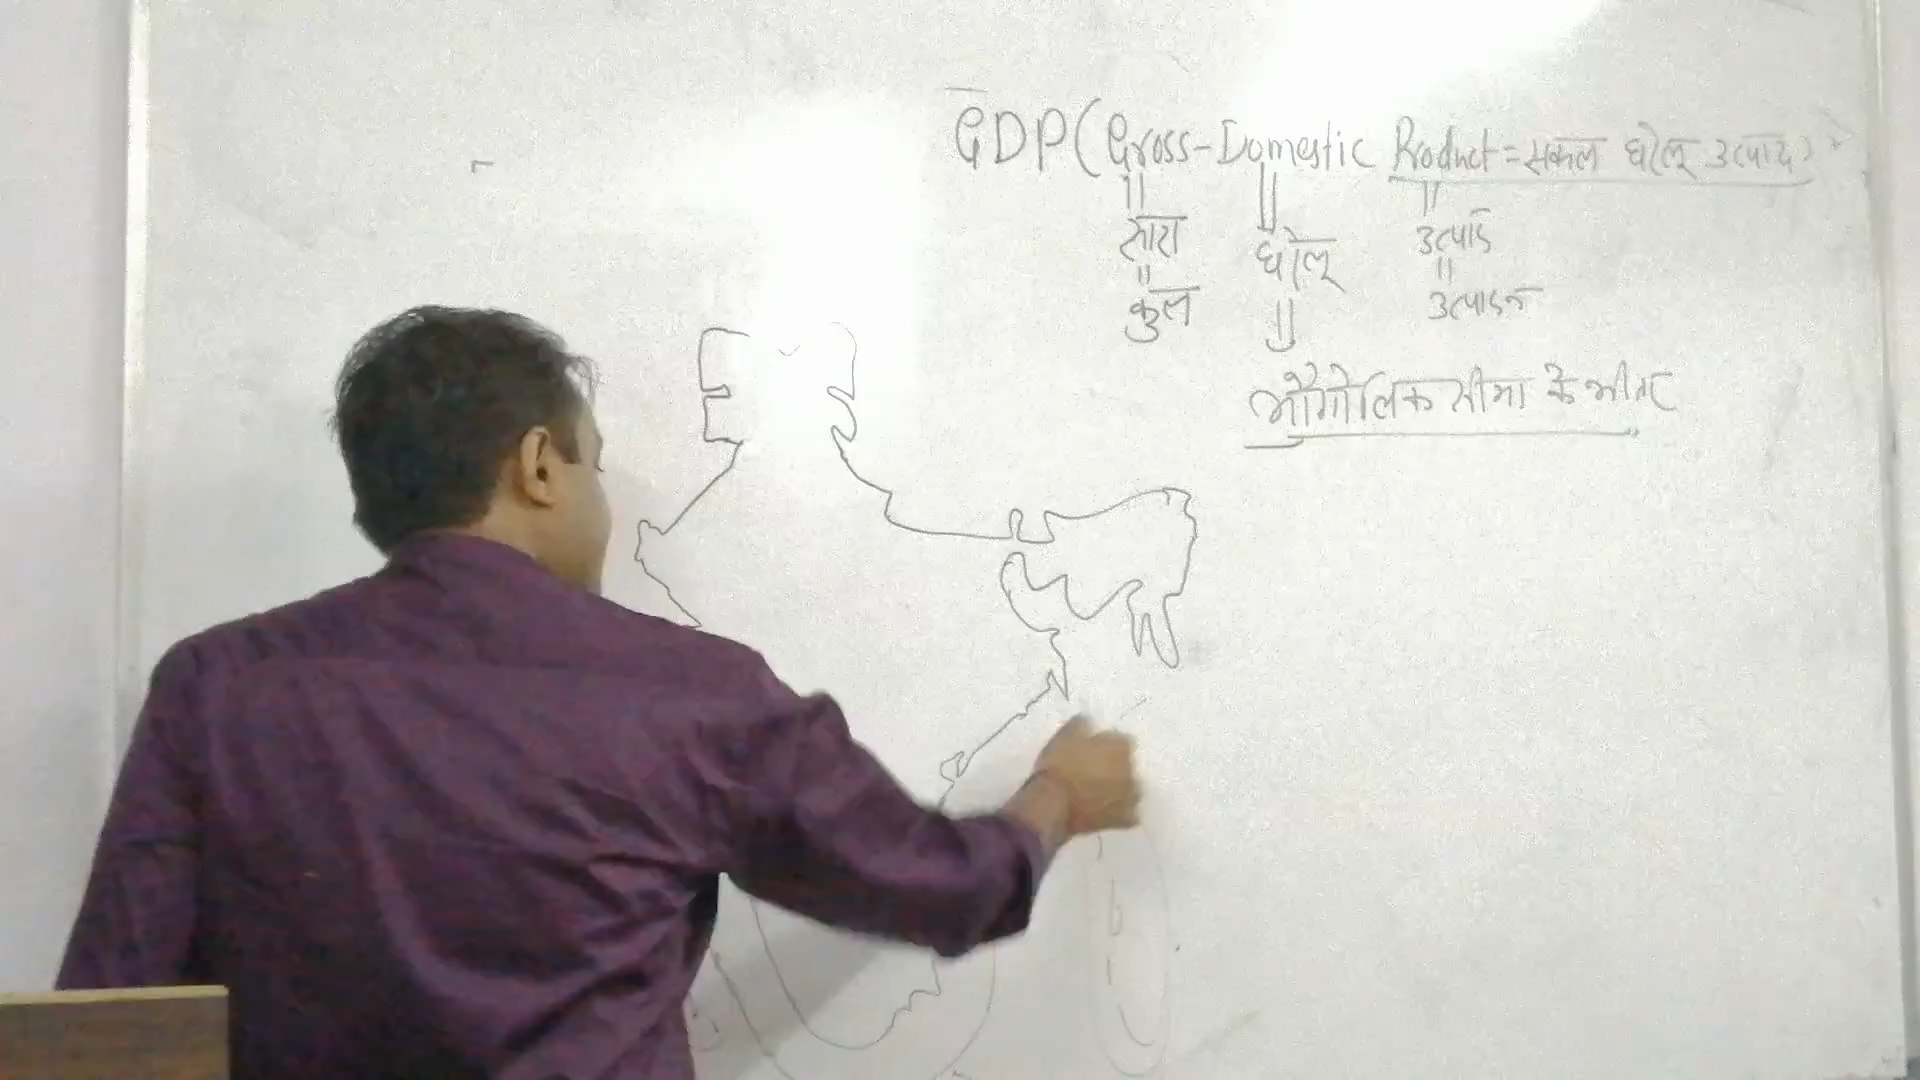 GDP (Gross-Domestic Product = सकल घरेलू उत्पाद)
सारा घरेलू उत्पाद
कुल उत्पादन
भौगोलिक सीमा के भीतर